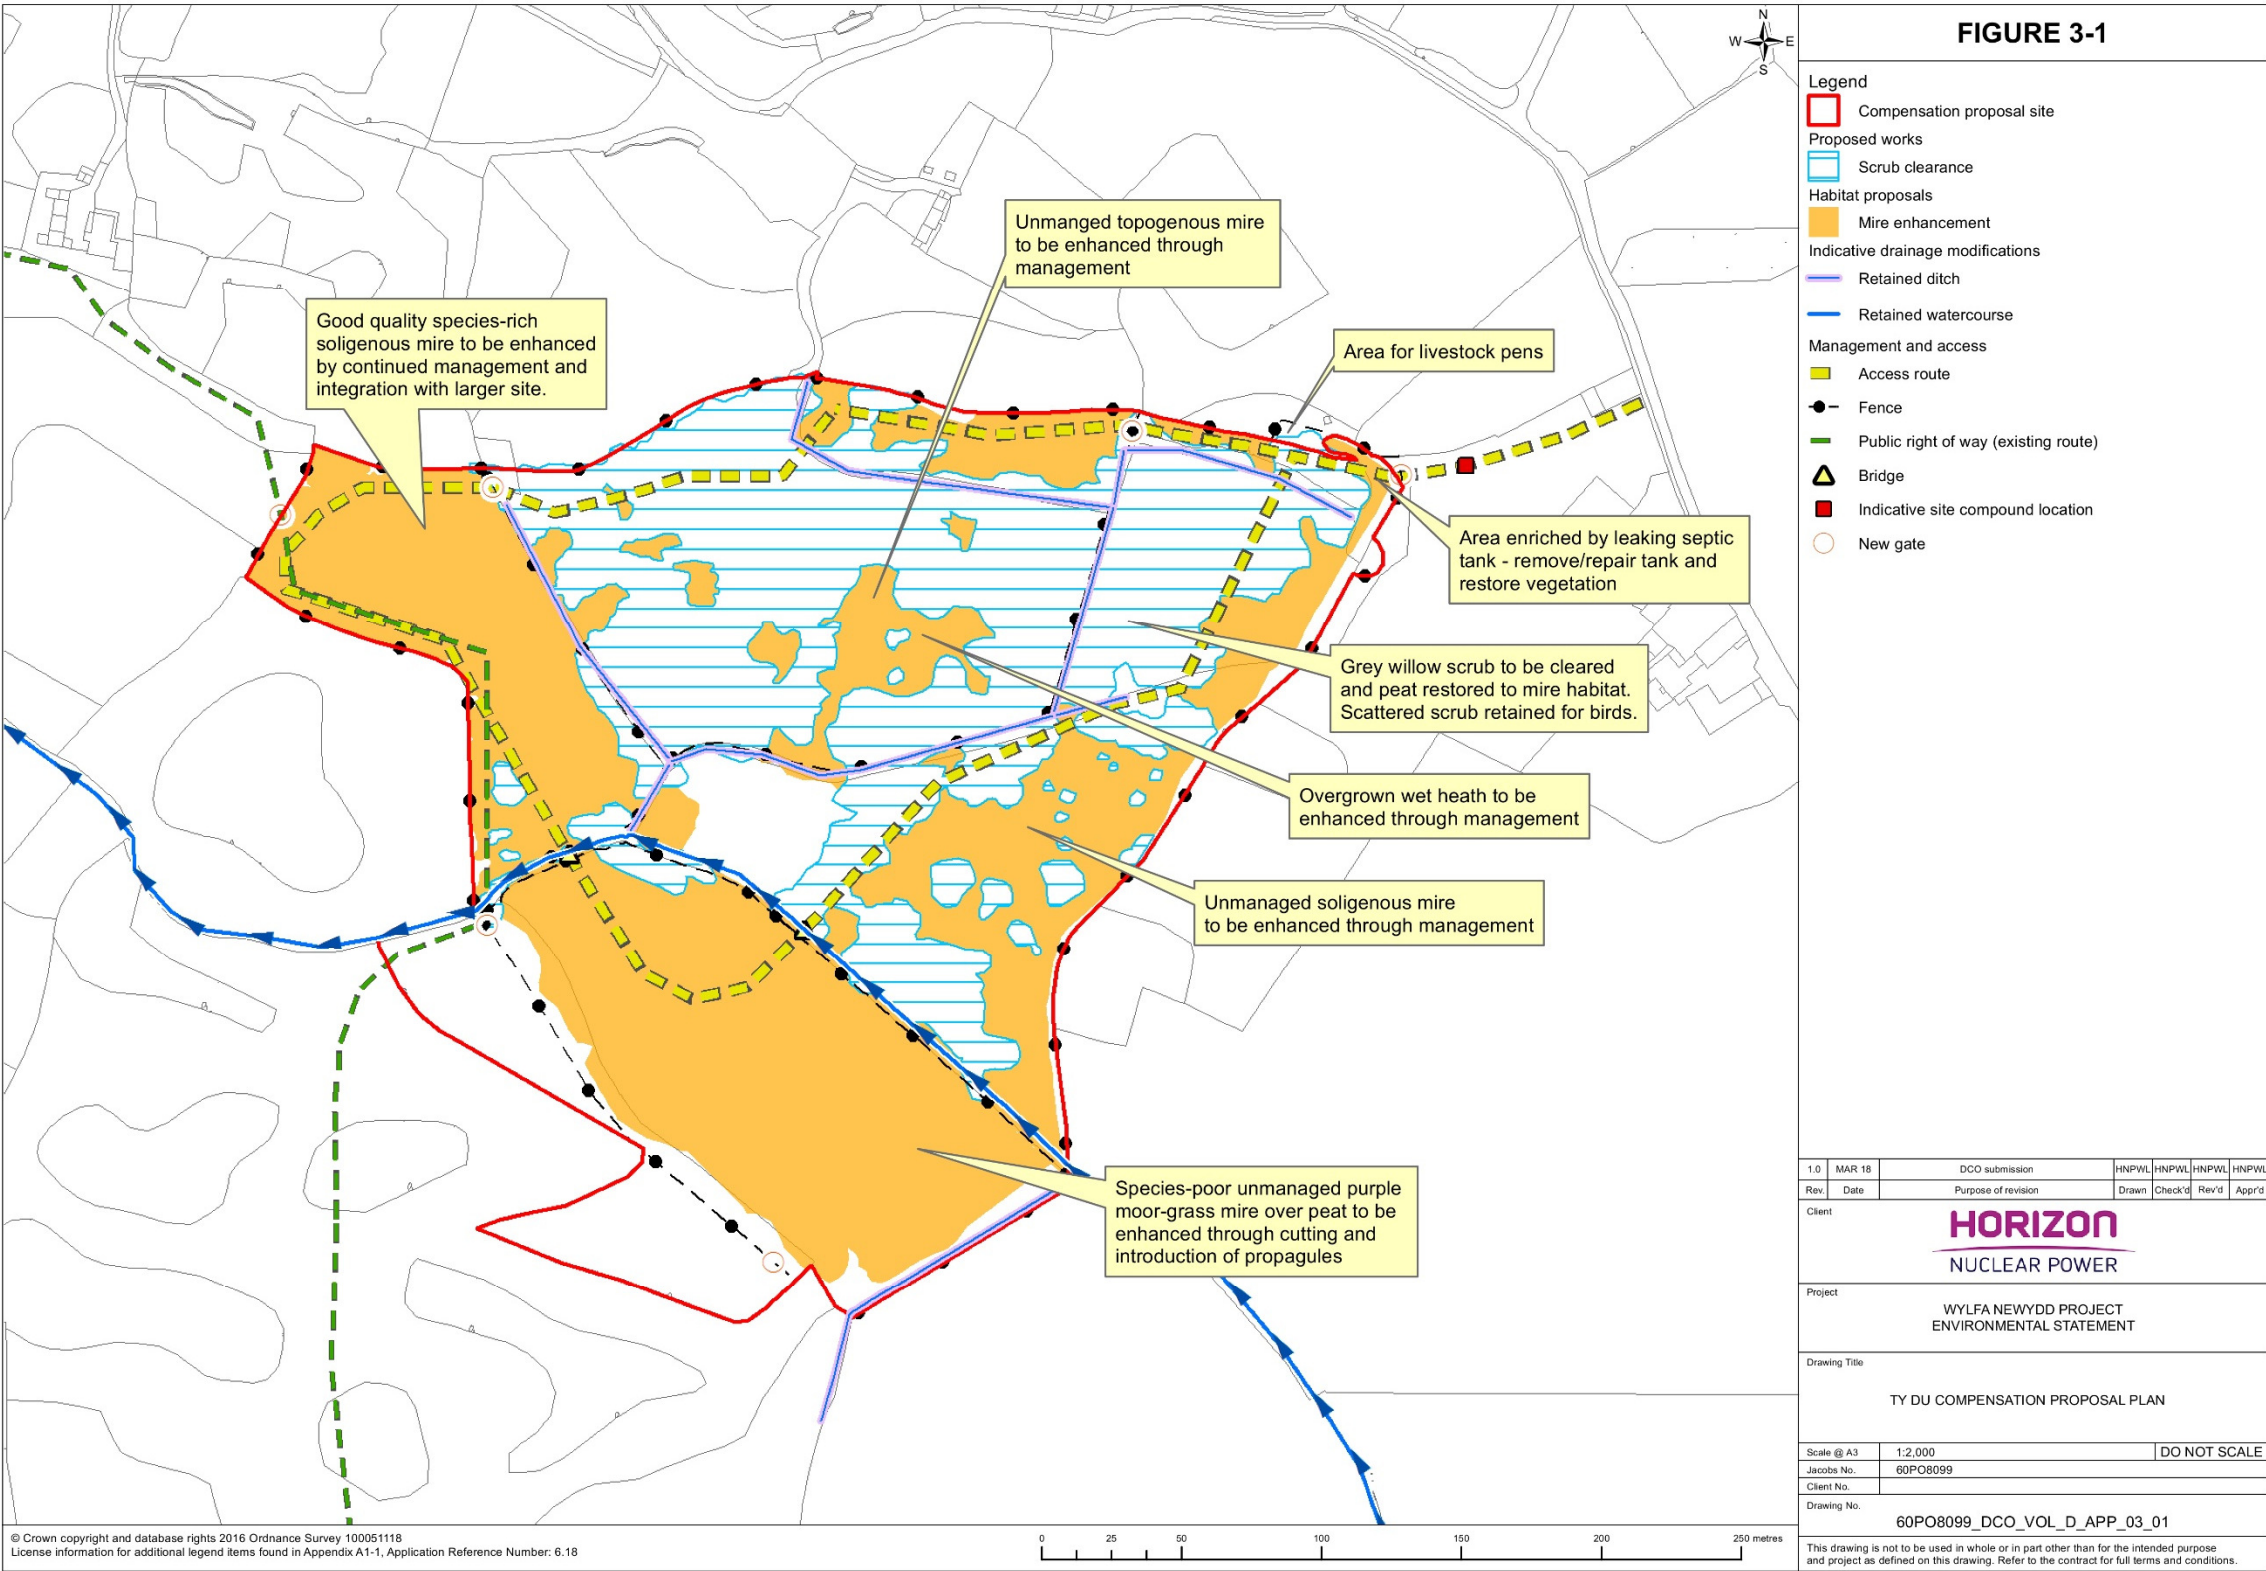 N
W E
S
FIGURE 3-1
Legend
Compensation proposal site
Proposed works
Scrub clearance
Habitat proposals
Mire enhancement
Indicative drainage modifications
Retained ditch
Retained watercourse
Management and access
Access route
Fence
Public right of way (existing route)
Bridge
Indicative site compound location
New gate
Unmanged topogenous mire
to be enhanced through
management
Good quality species-rich
soligenous mire to be enhanced
by continued management and
integration with larger site.
Area for livestock pens
Area enriched by leaking septic
tank - remove/repair tank and
restore vegetation
Grey willow scrub to be cleared
and peat restored to mire habitat.
Scattered scrub retained for birds.
Overgrown wet heath to be
enhanced through management
Unmanaged soligenous mire
to be enhanced through management
Species-poor unmanaged purple
moor-grass mire over peat to be
enhanced through cutting and
introduction of propagules
1.0 MAR 18 DCO submission HNPWL HNPWL HNPWL HNPWL
Rev. Date Purpose of revision Drawn Check'd Rev'd Appr'd
Client
HORIZON
NUCLEAR POWER
Project
WYLFA NEWYDD PROJECT
ENVIRONMENTAL STATEMENT
Drawing Title
TY DU COMPENSATION PROPOSAL PLAN
Scale @ A3 1:2,000 DO NOT SCALE
Jacobs No. 60PO8099
Client No.
Drawing No.
60PO8099_DCO_VOL_D_APP_03_01
This drawing is not to be used in whole or in part other than for the intended purpose
and project as defined on this drawing. Refer to the contract for full terms and conditions.
© Crown copyright and database rights 2016 Ordnance Survey 100051118
License information for additional legend items found in Appendix A1-1, Application Reference Number: 6.18
0 25 50 100 150 200 250 metres